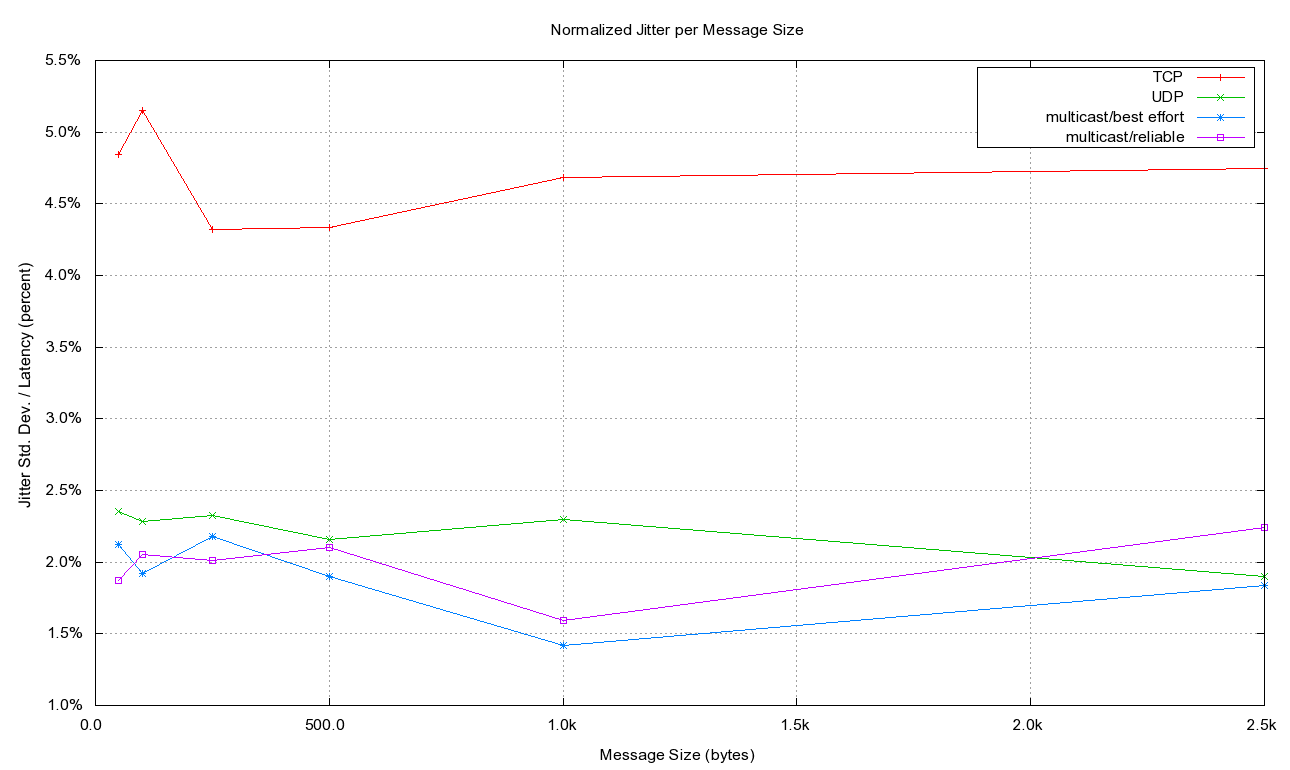 Normalized Jitter per Message Size
5.5%
5.0%
4.5%
4.0%
3.5%
3.0%
2.5%
2.0%
1.5%
1.0%
Jitter Std. Dev. / Latency (percent)
TCP
UDP
multicast/best effort
multicast/reliable
0.0 500.0 1.0k 1.5k 2.0k 2.5k
Message Size (bytes)